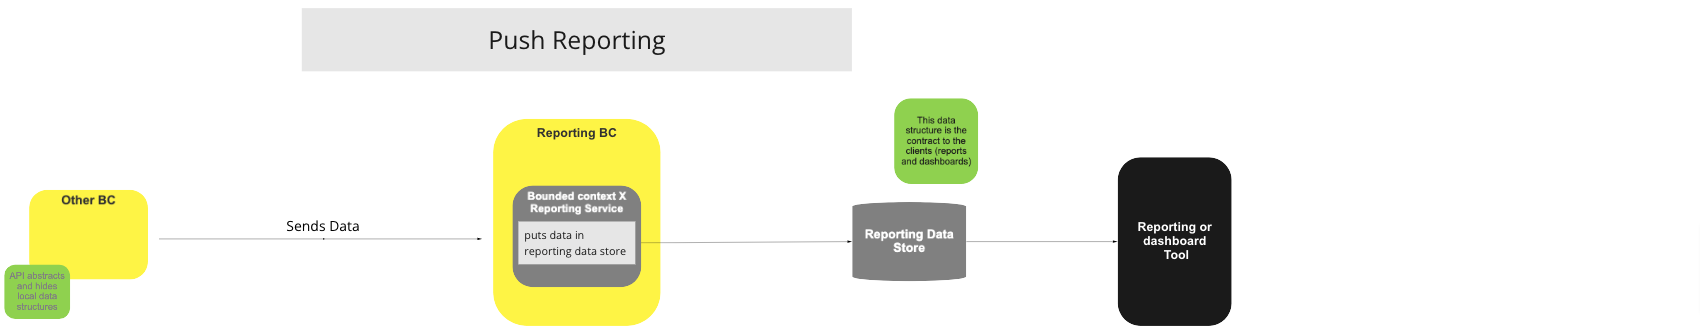 Push Reporting
This data
structure is the
contract to the
clients (reports
and dashboards)
Reporting BC
Other BC
Bounded context X
Reporting Service
Sends Data
puts data in
reporting data store
Reporting Data
Store
Reporting or
dashboard
Tool
API abstracts
and hides
local data
structures